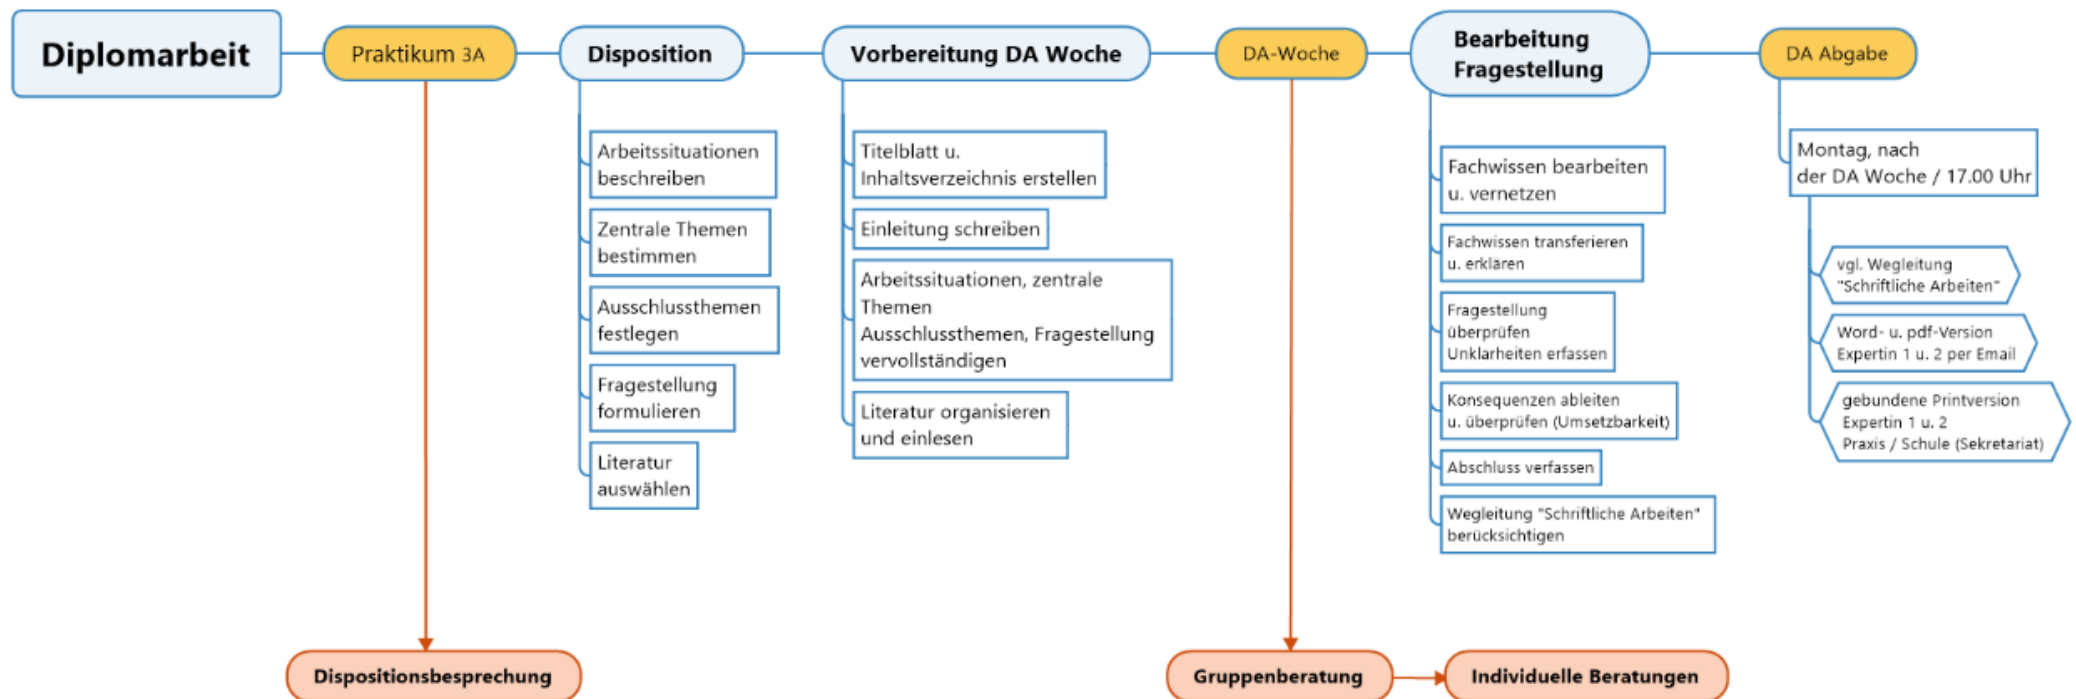 Diplomarbeit
Praktikum 3A
Disposition
Vorbereitung DA Woche
DA-Woche
Bearbeitung
Fragestellung
DA Abgabe
Arbeitssituationen
beschreiben
Zentrale Themen
bestimmen
Ausschlussthemen
festlegen
Fragestellung
formulieren
Literatur
auswählen
Titelblatt u.
Inhaltsverzeichnis erstellen
Einleitung schreiben
Arbeitssituationen, zentrale
Themen
Ausschlussthemen, Fragestellung
vervollständigen
Literatur organisieren
und einlesen
Fachwissen bearbeiten
u. vernetzen
Fachwissen transferieren
u. erklären
Fragestellung
überprüfen
Unklarheiten erfassen
Konsequenzen ableiten
u. überprüfen (Umsetzbarkeit)
Abschluss verfassen
Wegleitung "Schriftliche Arbeiten"
berücksichtigen
Montag, nach
der DA Woche / 17.00 Uhr
vgl. Wegleitung
"Schriftliche Arbeiten"
Word- u. pdf-Version
Expertin 1 u. 2 per Email
gebundene Printversion
Expertin 1 u. 2
Praxis / Schule (Sekretariat)
Dispositionsbesprechung
Gruppenberatung
Individuelle Beratungen